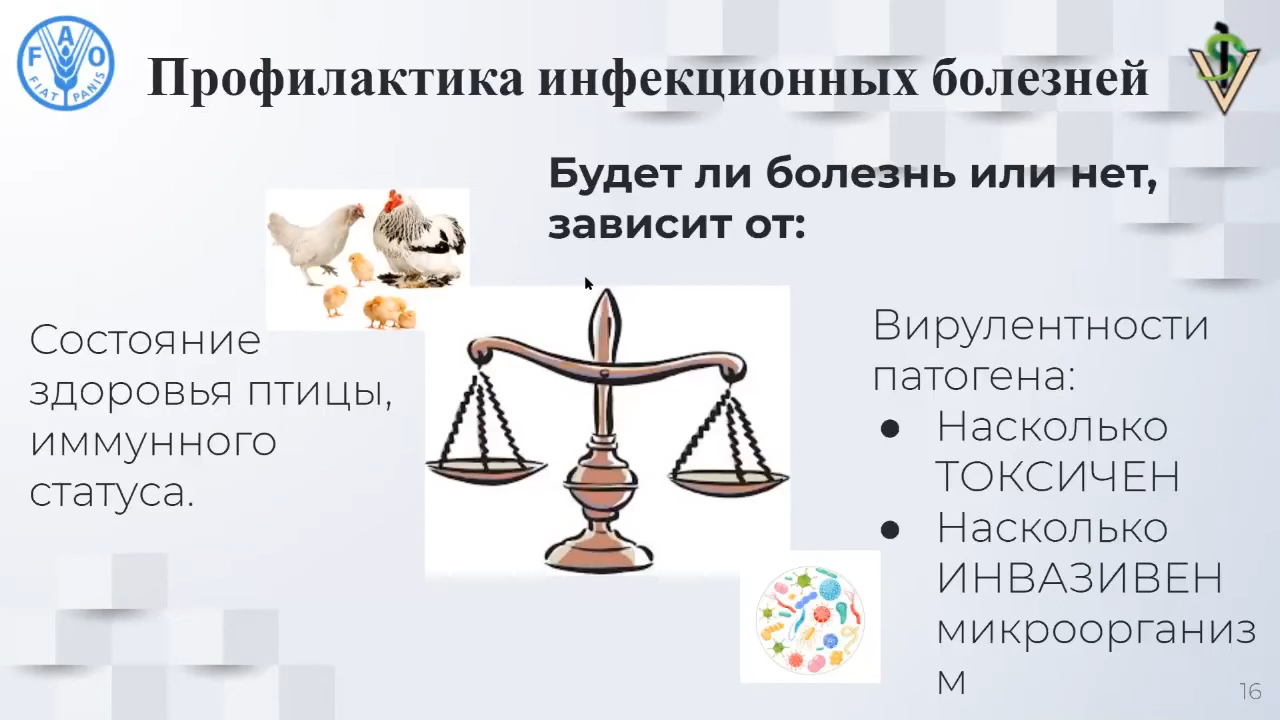 FAO
FIAT PANIS
Профилактика инфекционных болезней
Будет ли болезнь или нет,
зависит от:
Состояние
здоровья птицы,
иммунного
статуса.
Вирулентности
патогена:
● Насколько
ТОКСИЧЕН
● Насколько
ИНВАЗИВЕН
микроорганиз
м
16